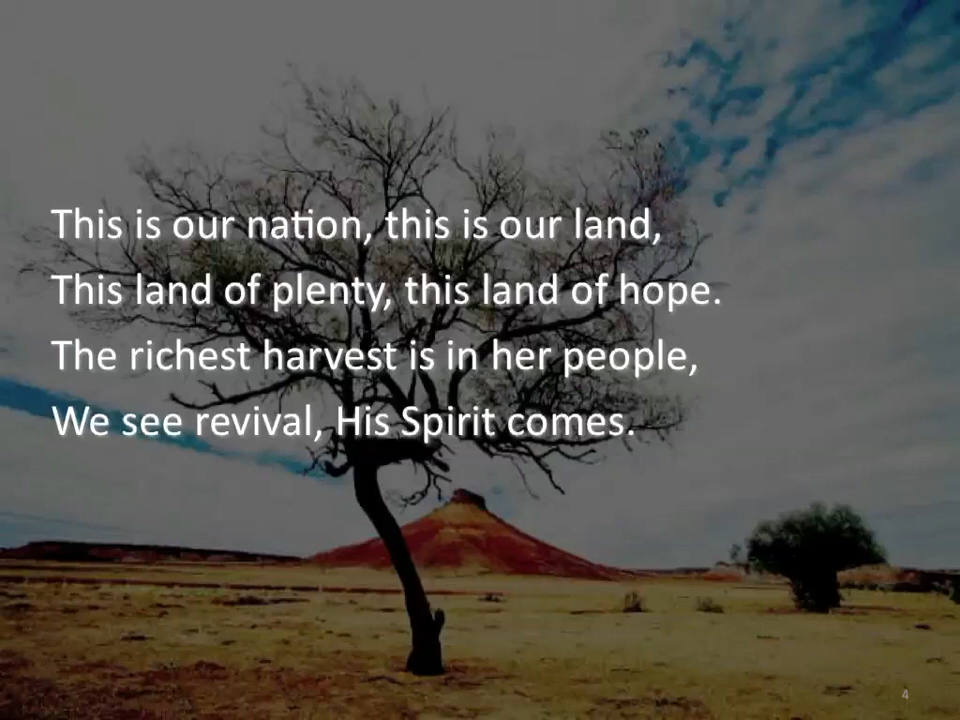 This is our nation, this is our land,
This land of plenty, this land of hope.
The richest harvest is in her people,
We see revival, His Spirit comes.
4